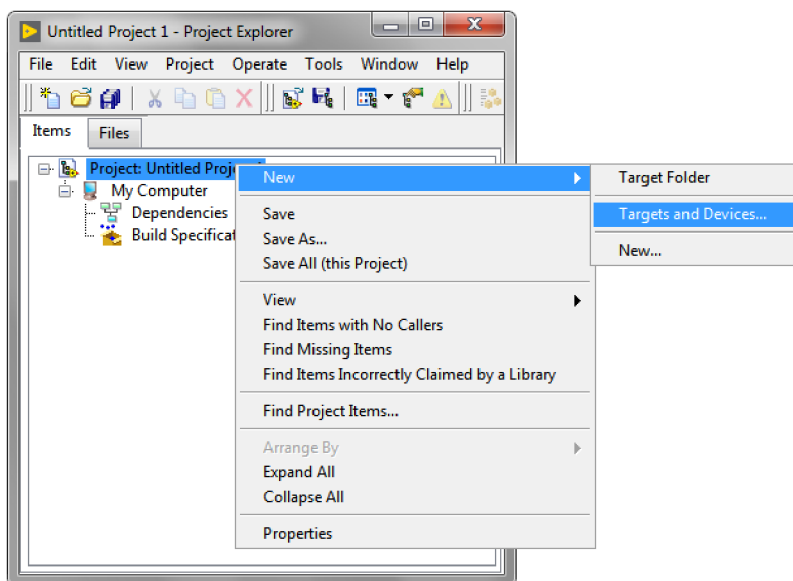 Untitled Project 1 - Project Explorer
File Edit View Project Operate Tools Window Help
Items Files
Project: Untitled
My Computer
Dependencies
Build
New
Save
Save As...
Save All (this Project)
View
Find Items with No Callers
Find Missing Items
Find Items Incorrectly Claimed by a Library
Find Project Items...
Arrange By
Expand All
Collapse All
Properties
Target Folder
Targets and Devices...
New...